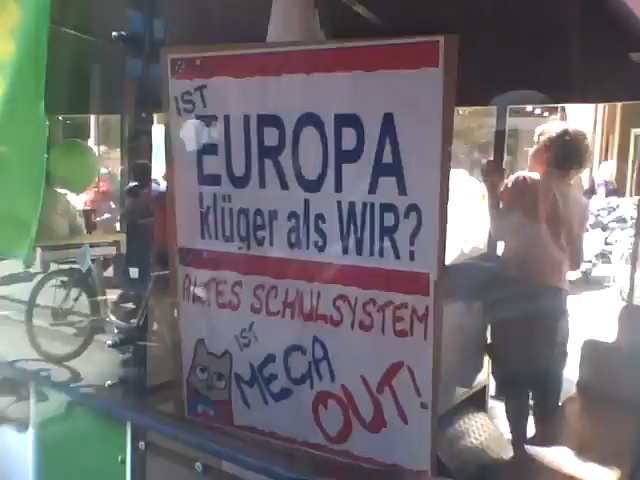 IST
EUROPA
klüger als WIR?
ALTES SCHULSYSTEM
IST
MEGA
OUT!